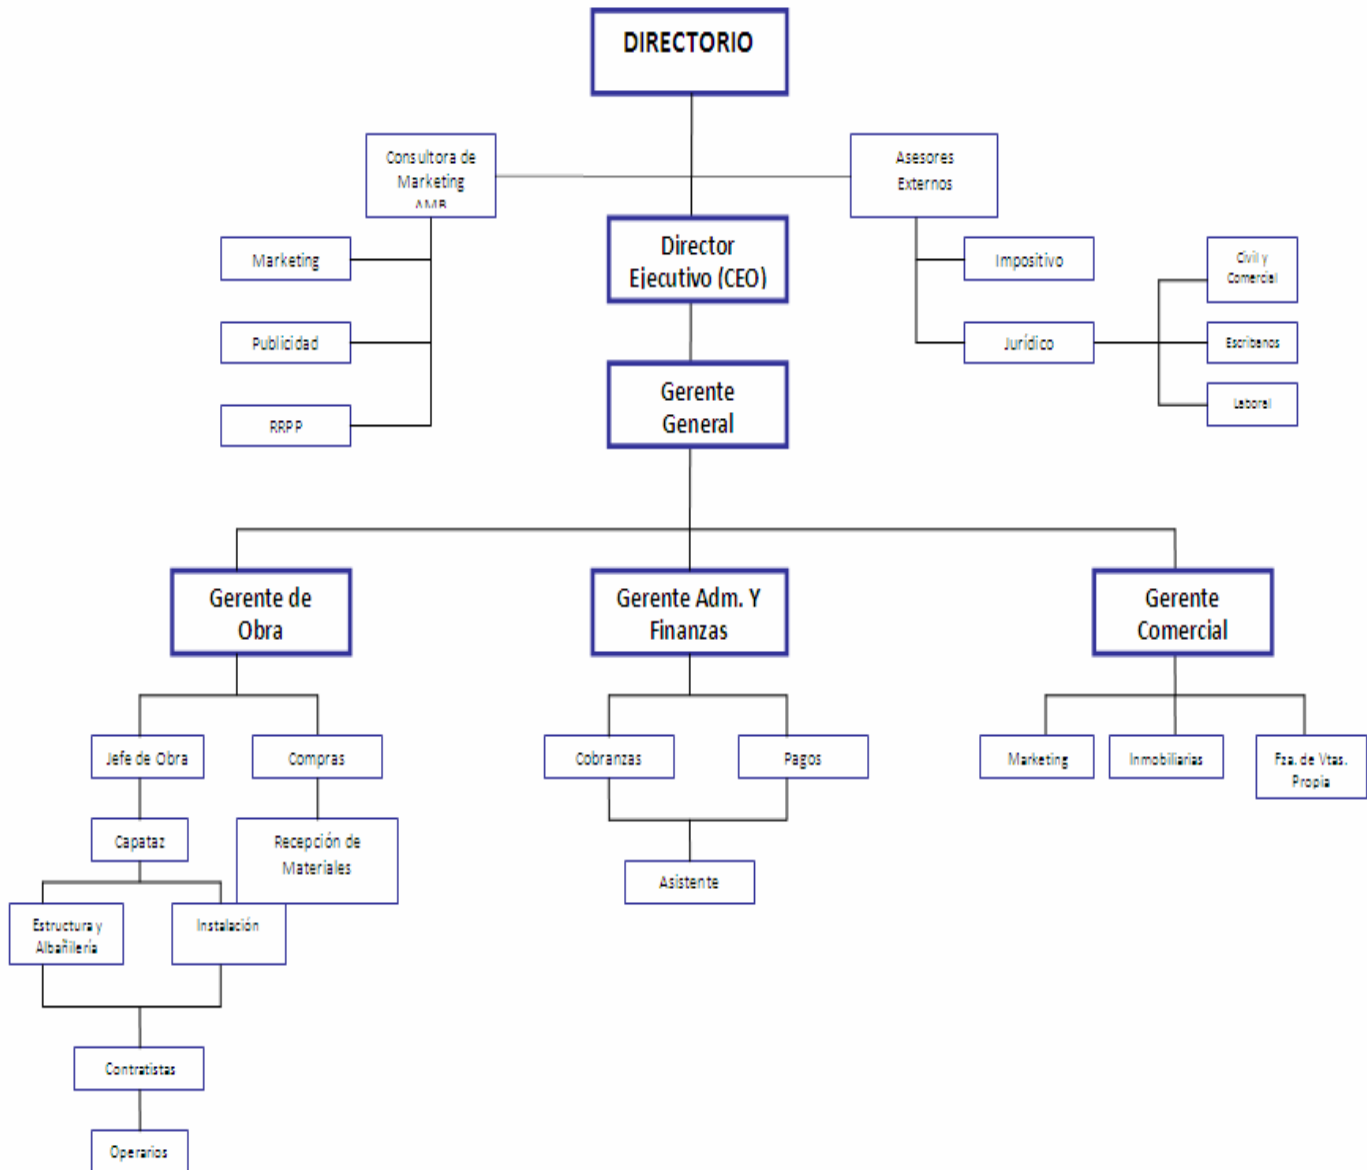 DIRECTORIO
Consultora de
Marketing
AMB
Asesores
Externos
Director
Ejecutivo (CEO)
Marketing
Impositivo
Civil y
Comercial
Publicidad
Jurídico
Escribanos
Gerente
General
RRPP
Laboral
Gerente de
Obra
Gerente Adm. Y
Finanzas
Gerente
Comercial
Jefe de Obra
Compras
Cobranzas
Pagos
Marketing
Inmobiliarias
Fza. de Vtas.
Propia
Capataz
Recepción de
Materiales
Asistente
Estructura y
Albañilería
Instalación
Contratistas
Operarios